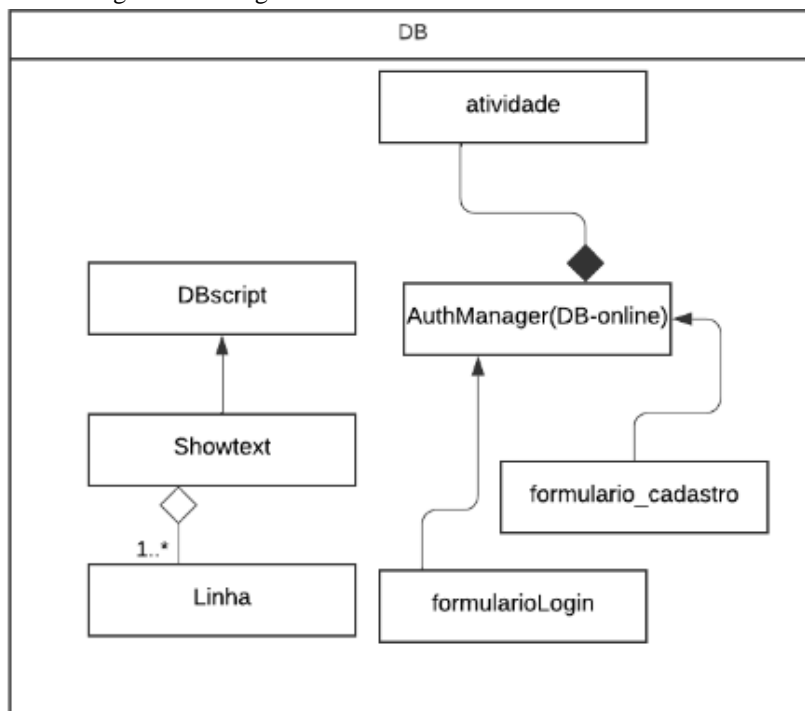 DB
atividade
DBscript
AuthManager(DB-online)
Showtext
formulario_cadastro
1..*
Linha
formularioLogin